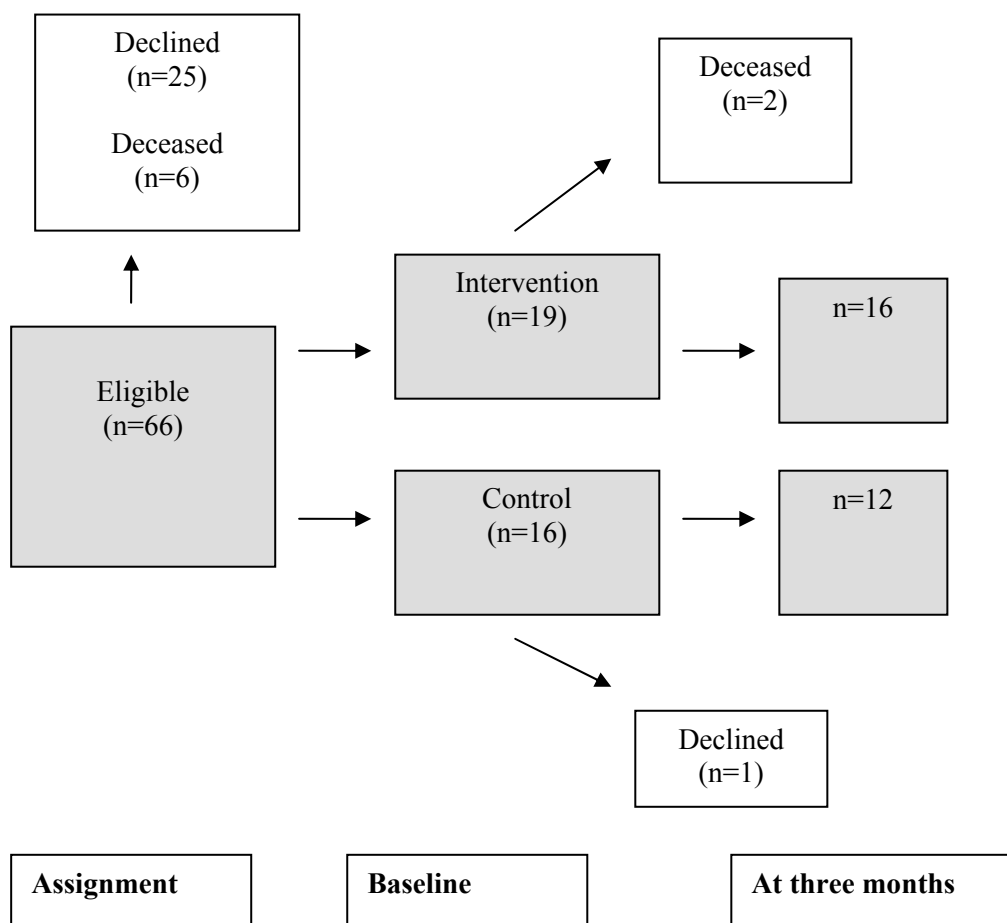 Declined
(n=25)
Deceased
(n=6)
Deceased
(n=2)
Intervention
(n=19)
n=16
Eligible
(n=66)
Control
(n=16)
n=12
Declined
(n=1)
Assignment
Baseline
At three months